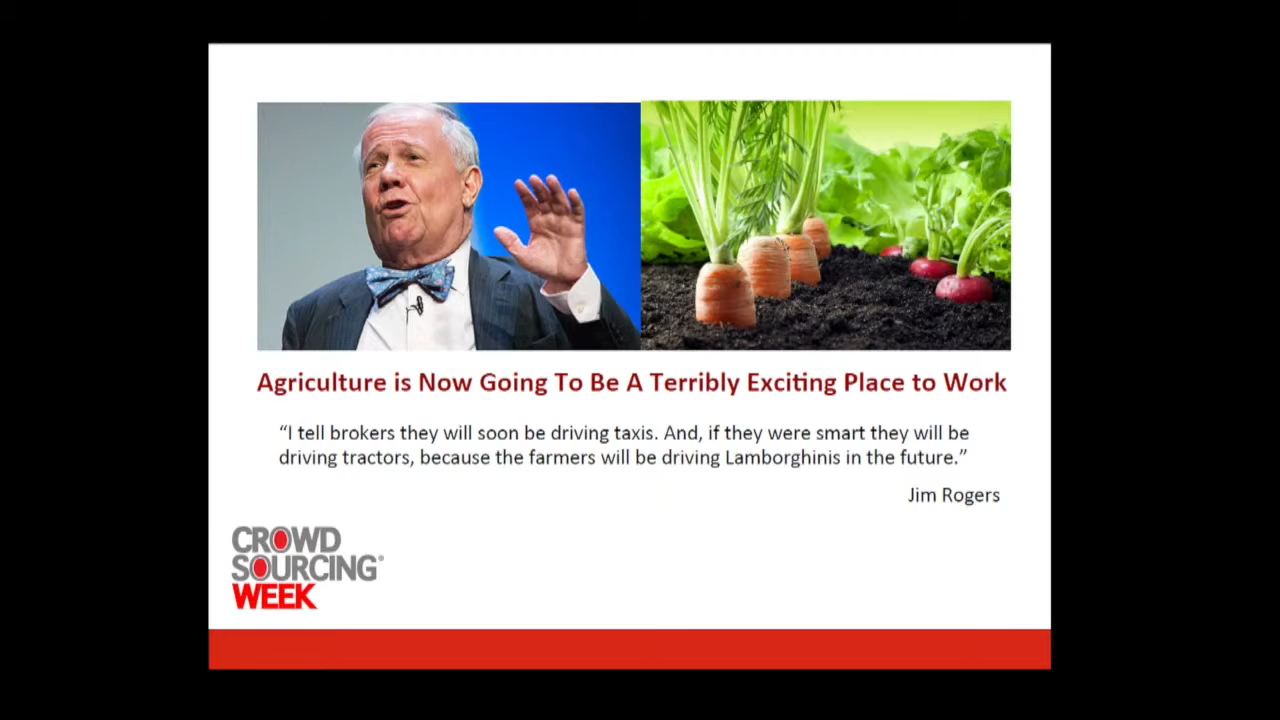 Agriculture is Now Going To Be A Terribly Exciting Place to Work
“I tell brokers they will soon be driving taxis. And, if they were smart they will be
driving tractors, because the farmers will be driving Lamborghinis in the future.”
Jim Rogers
CROWD
SOURCING®
WEEK